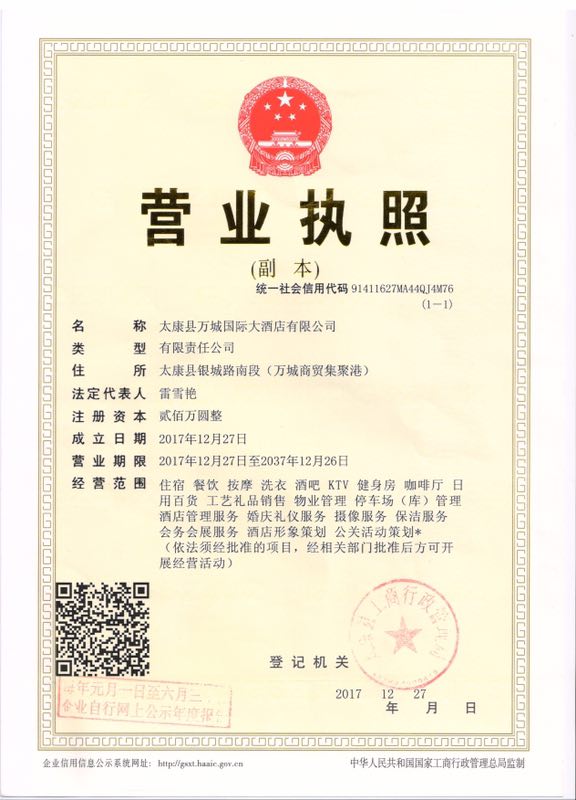 营业执照
(副 本)
统一社会信用代码 91411627MA44QJ4M76
(1-1)
名 称 太康县万城国际大酒店有限公司
类 型 有限责任公司
住 所 太康县银城路南段（万城商贸集聚港）
法定代表人 雷雪艳
注册资本 贰佰万圆整
成立日期 2017年12月27日
营业期限 2017年12月27日至2037年12月26日
经营范围 住宿 餐饮 按摩 洗衣 酒吧 KTV 健身房 咖啡厅 日
用百货 工艺礼品销售 物业管理 停车场（库）管理
酒店管理服务 婚庆礼仪服务 摄像服务 保洁服务
会务会展服务 酒店形象策划 公关活动策划*
（依法须经批准的项目，经相关部门批准后方可开
展经营活动）
太康县工商行政管理局
登记机关
2017 12 27
年 月 日
年元月一日至六月三
企业自行网上公示年度报
企业信用信息公示系统网址：http://gsxt.haaic.gov.cn
中华人民共和国国家工商行政管理总局监制